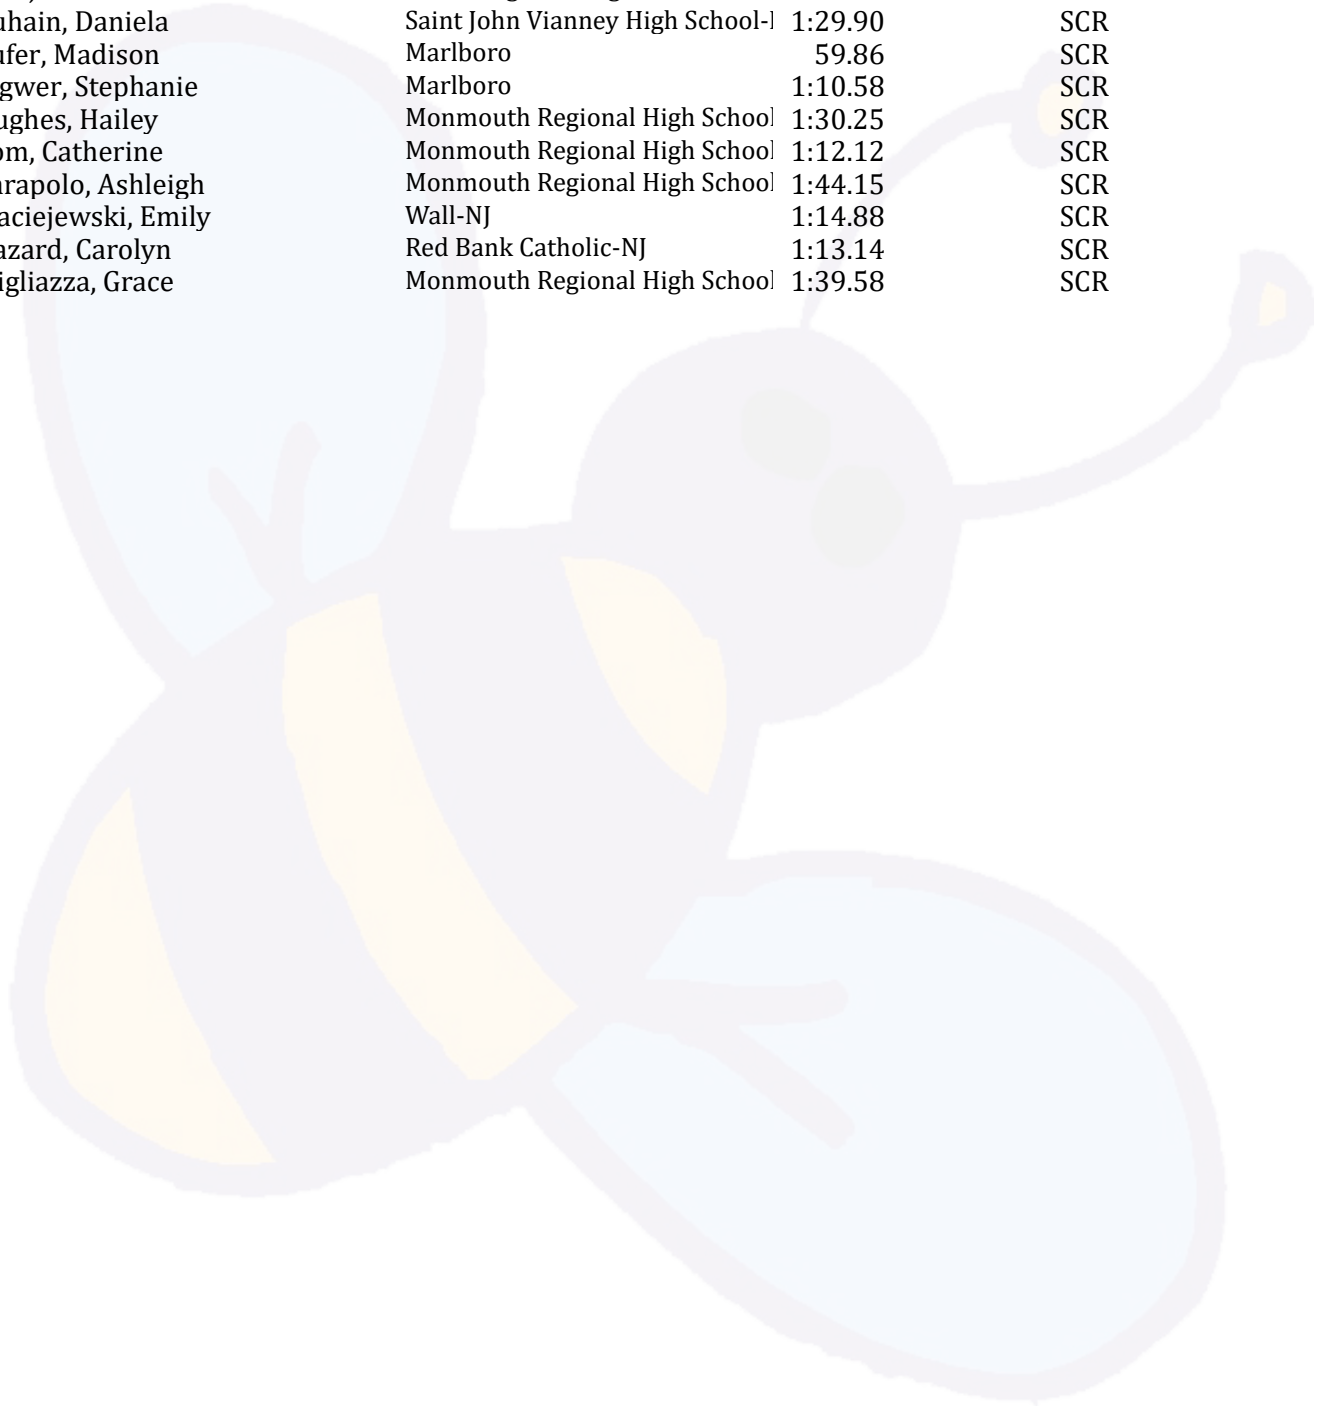 uhain, Daniela Saint John Vianney High School-l 1:29.90 SCR
ufer, Madison Marlboro 59.86 SCR
gwer, Stephanie Marlboro 1:10.58 SCR
ughes, Hailey Monmouth Regional High School 1:30.25 SCR
om, Catherine Monmouth Regional High School 1:12.12 SCR
arapolo, Ashleigh Monmouth Regional High School 1:44.15 SCR
aciejewski, Emily Wall-NJ 1:14.88 SCR
azard, Carolyn Red Bank Catholic-NJ 1:13.14 SCR
igliazza, Grace Monmouth Regional High School 1:39.58 SCR